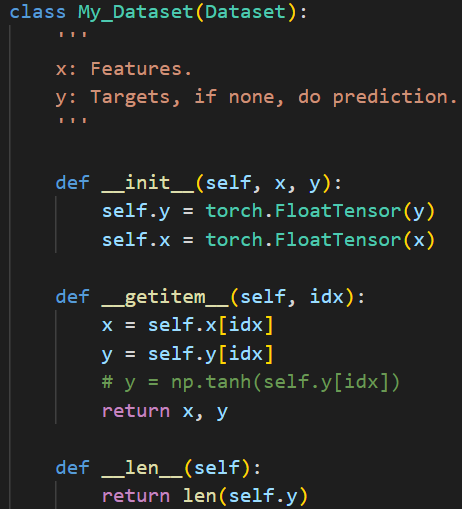 class My_Dataset(Dataset):
    '''
    x: Features.
    y: Targets, if none, do prediction.
    '''

    def __init__(self, x, y):
        self.y = torch.FloatTensor(y)
        self.x = torch.FloatTensor(x)

    def __getitem__(self, idx):
        x = self.x[idx]
        y = self.y[idx]
        # y = np.tanh(self.y[idx])
        return x, y

    def __len__(self):
        return len(self.y)